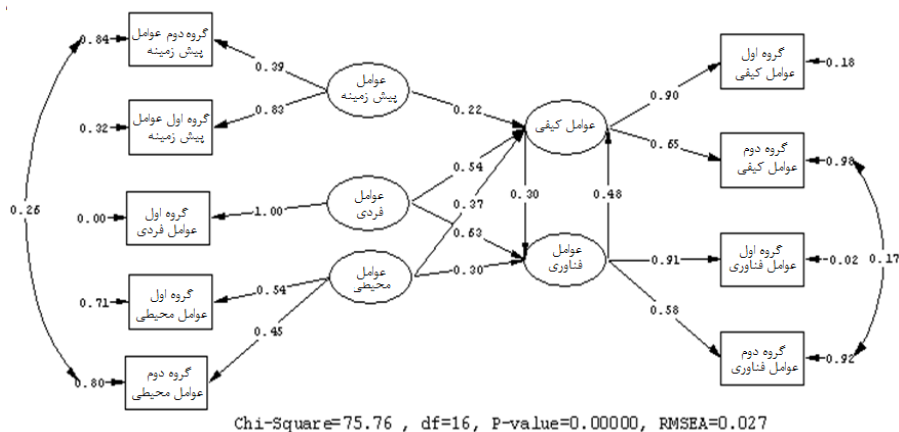 0.84
گروه دوم عوامل
پیش زمینه
0.39
عوامل
پیش زمینه
0.22
گروه اول
عوامل کیفی
0.18
0.90
0.32
گروه اول عوامل
پیش زمینه
0.83
عوامل کیفی
0.65
گروه دوم
عوامل کیفی
0.98
0.54
0.26
0.00
گروه اول
عوامل فردی
1.00
عوامل
فردی
0.37
0.30
0.48
0.63
0.71
گروه اول
عوامل محیطی
0.54
عوامل
محیطی
0.30
عوامل
فناوری
0.91
گروه اول
عوامل فناوری
0.02
0.17
0.45
0.58
0.80
گروه دوم
عوامل محیطی
گروه دوم
عوامل فناوری
0.92
Chi-Square=75.76 , df=16, P-value=0.00000, RMSEA=0.027